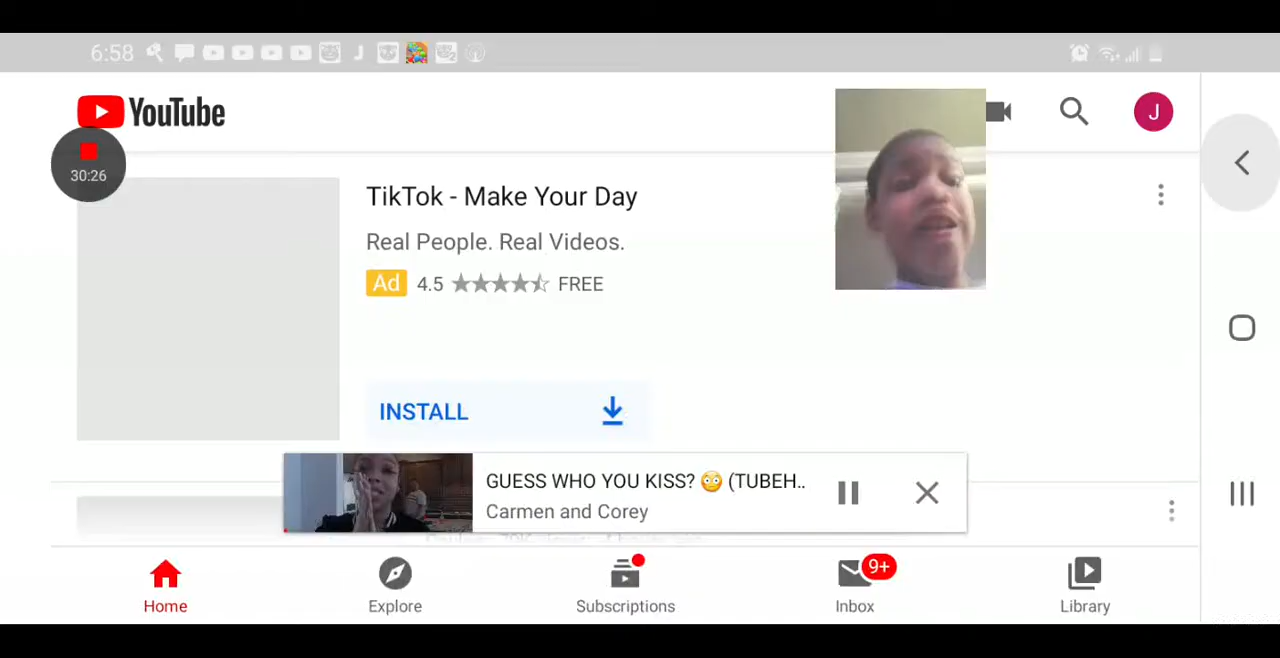 6:58 J
YouTube
J
30:26
TikTok - Make Your Day
Real People. Real Videos.
Ad 4.5 FREE
INSTALL
GUESS WHO YOU KISS? 😳 (TUBEH..
Carmen and Corey
9+
Home Explore Subscriptions Inbox Library